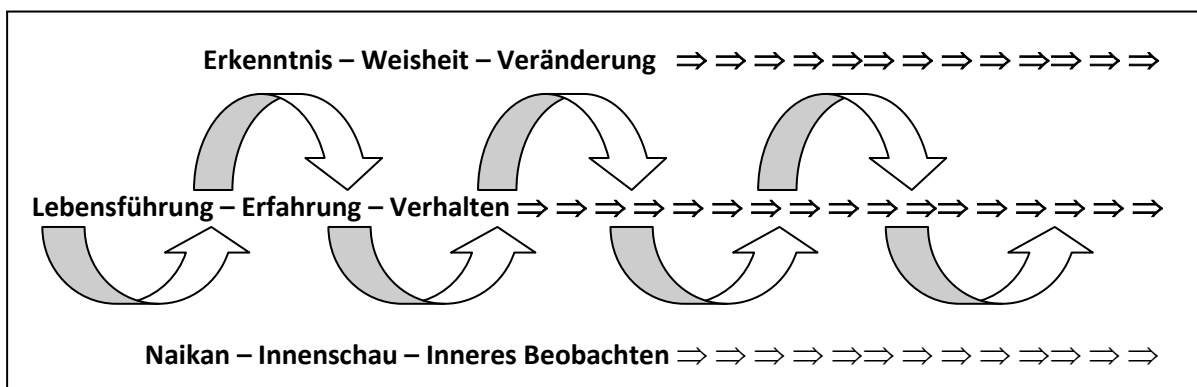 Erkenntnis – Weisheit – Veränderung ⇒ ⇒ ⇒ ⇒ ⇒ ⇒ ⇒ ⇒ ⇒ ⇒ ⇒ ⇒ ⇒
Lebensführung – Erfahrung – Verhalten ⇒ ⇒ ⇒ ⇒ ⇒ ⇒ ⇒ ⇒ ⇒ ⇒ ⇒ ⇒ ⇒ ⇒ ⇒ ⇒ ⇒
Naikan – Innenschau – Inneres Beobachten ⇒ ⇒ ⇒ ⇒ ⇒ ⇒ ⇒ ⇒ ⇒ ⇒ ⇒ ⇒